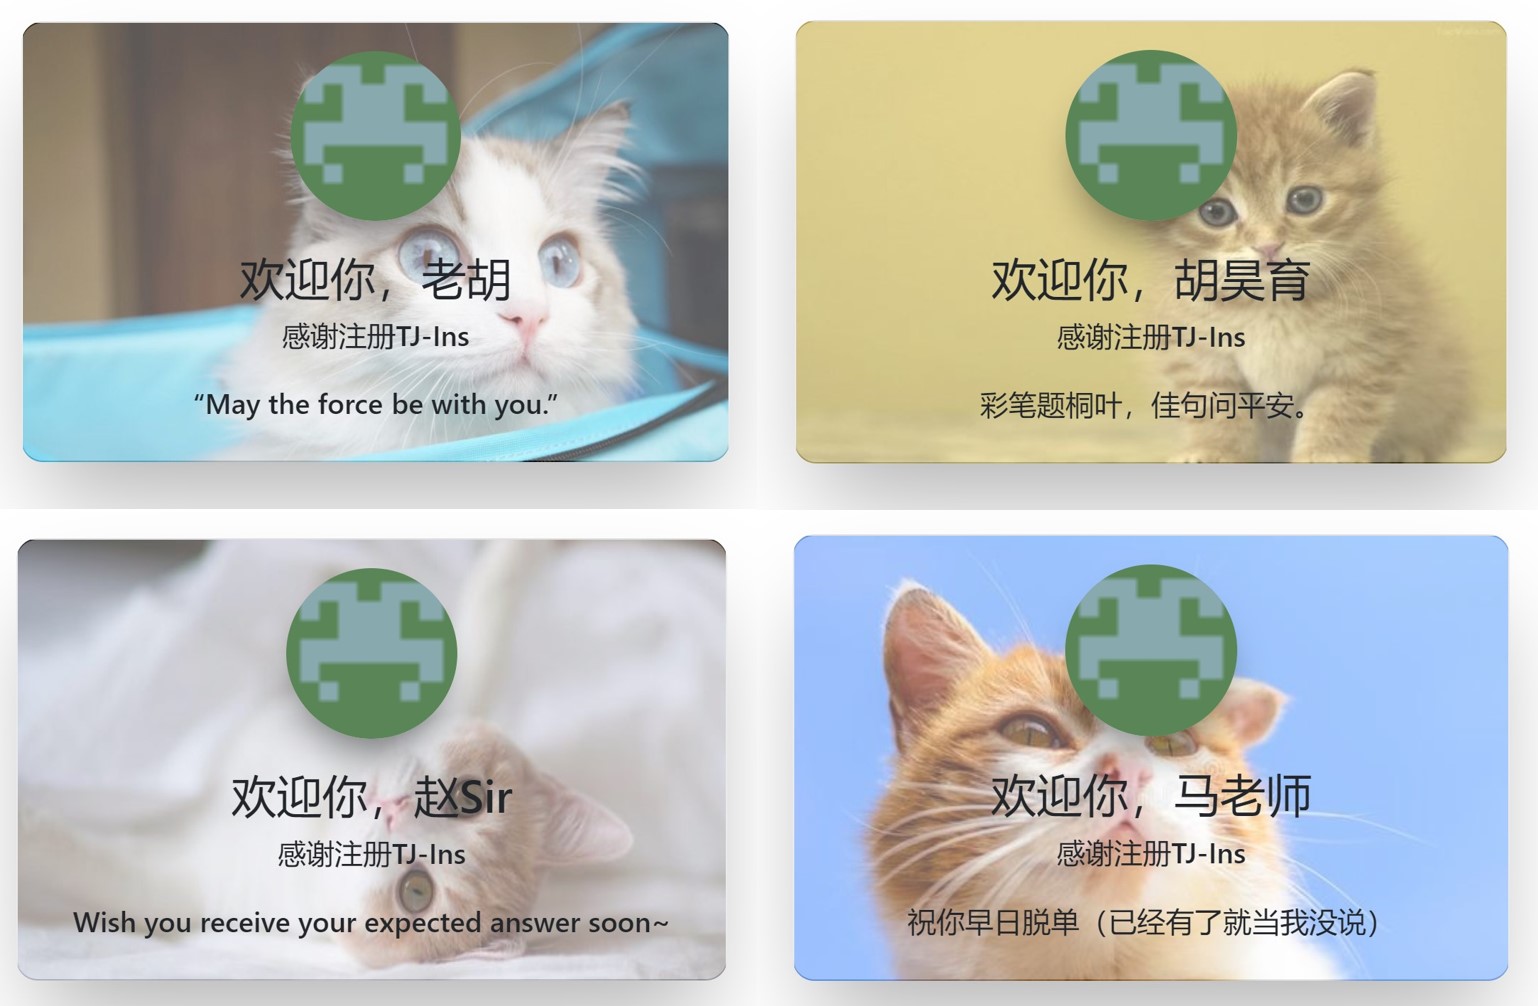 欢迎你，老胡
感谢注册TJ-Ins
“May the force be with you.”
欢迎你，胡昊育
感谢注册TJ-Ins
彩笔题桐叶，佳句问平安。
欢迎你，赵Sir
感谢注册TJ-Ins
Wish you receive your expected answer soon~
欢迎你，马老师
感谢注册TJ-Ins
祝你早日脱单（已经有了就当我没说）